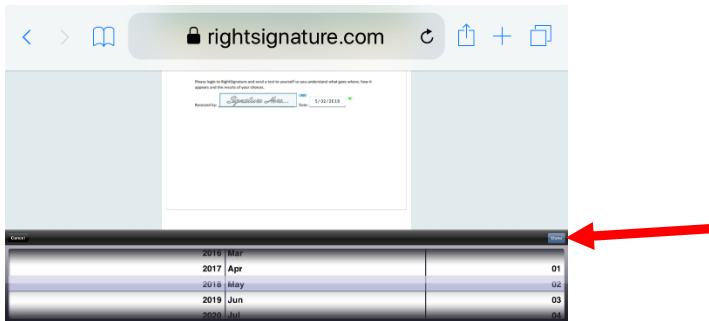 rightsignature.com
Please login to RightSignature and send a test to yourself so you understand what goes where, how it
appears and the results of your choices.
Received by: Signature Here... Date: 5/02/2018
Cancel Done
2016 Mar
2017 Apr 01
2018 May 02
2019 Jun 03
2020 Jul 04